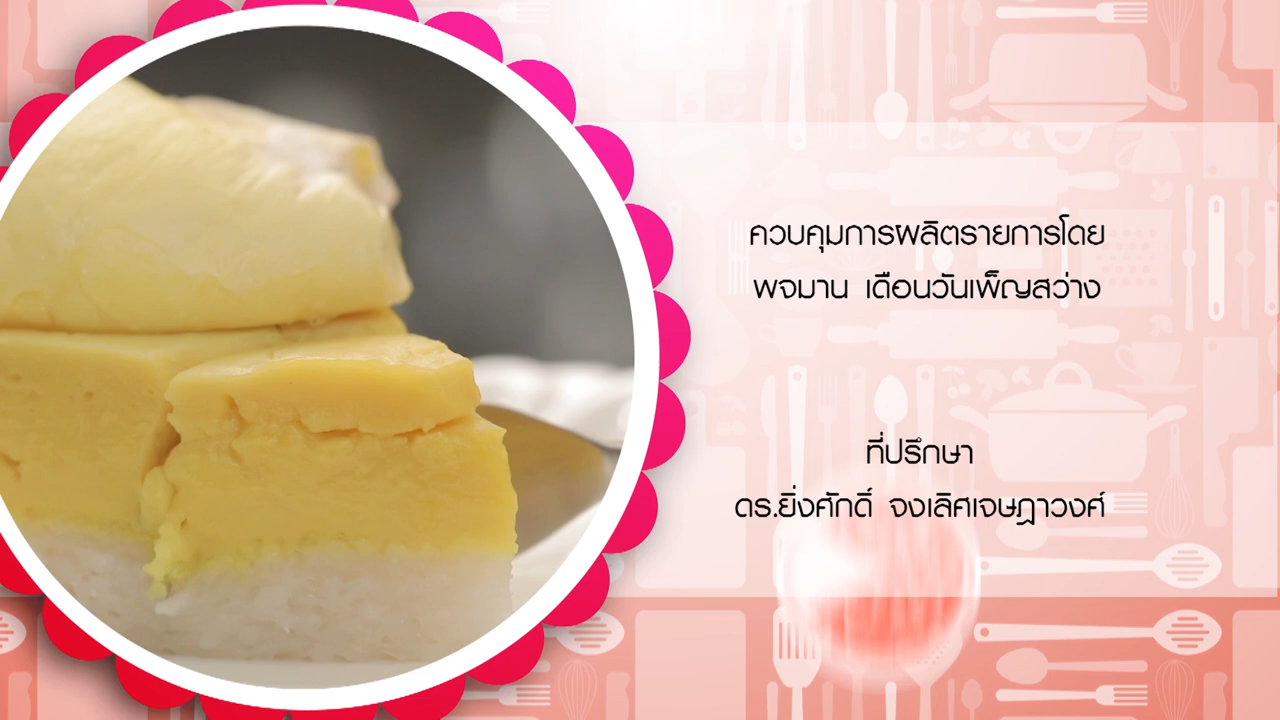 ควบคุมการผลิตรายการโดย
พจมาน เดือนวันเพ็ญสว่าง
ที่ปรึกษา
ดร.ยิ่งศักดิ์ จงเลิศเจษฎาวงศ์